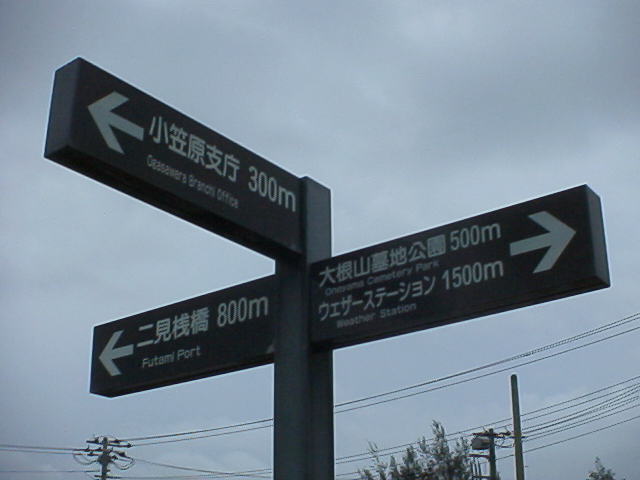 小笠原支庁 300m
Ogasawara Branch Office
二見桟橋 800m
Futami Port
大根山墓地公園 500m
Oneyama Cemetery Park
ウェザーステーション 1500m
Weather Station